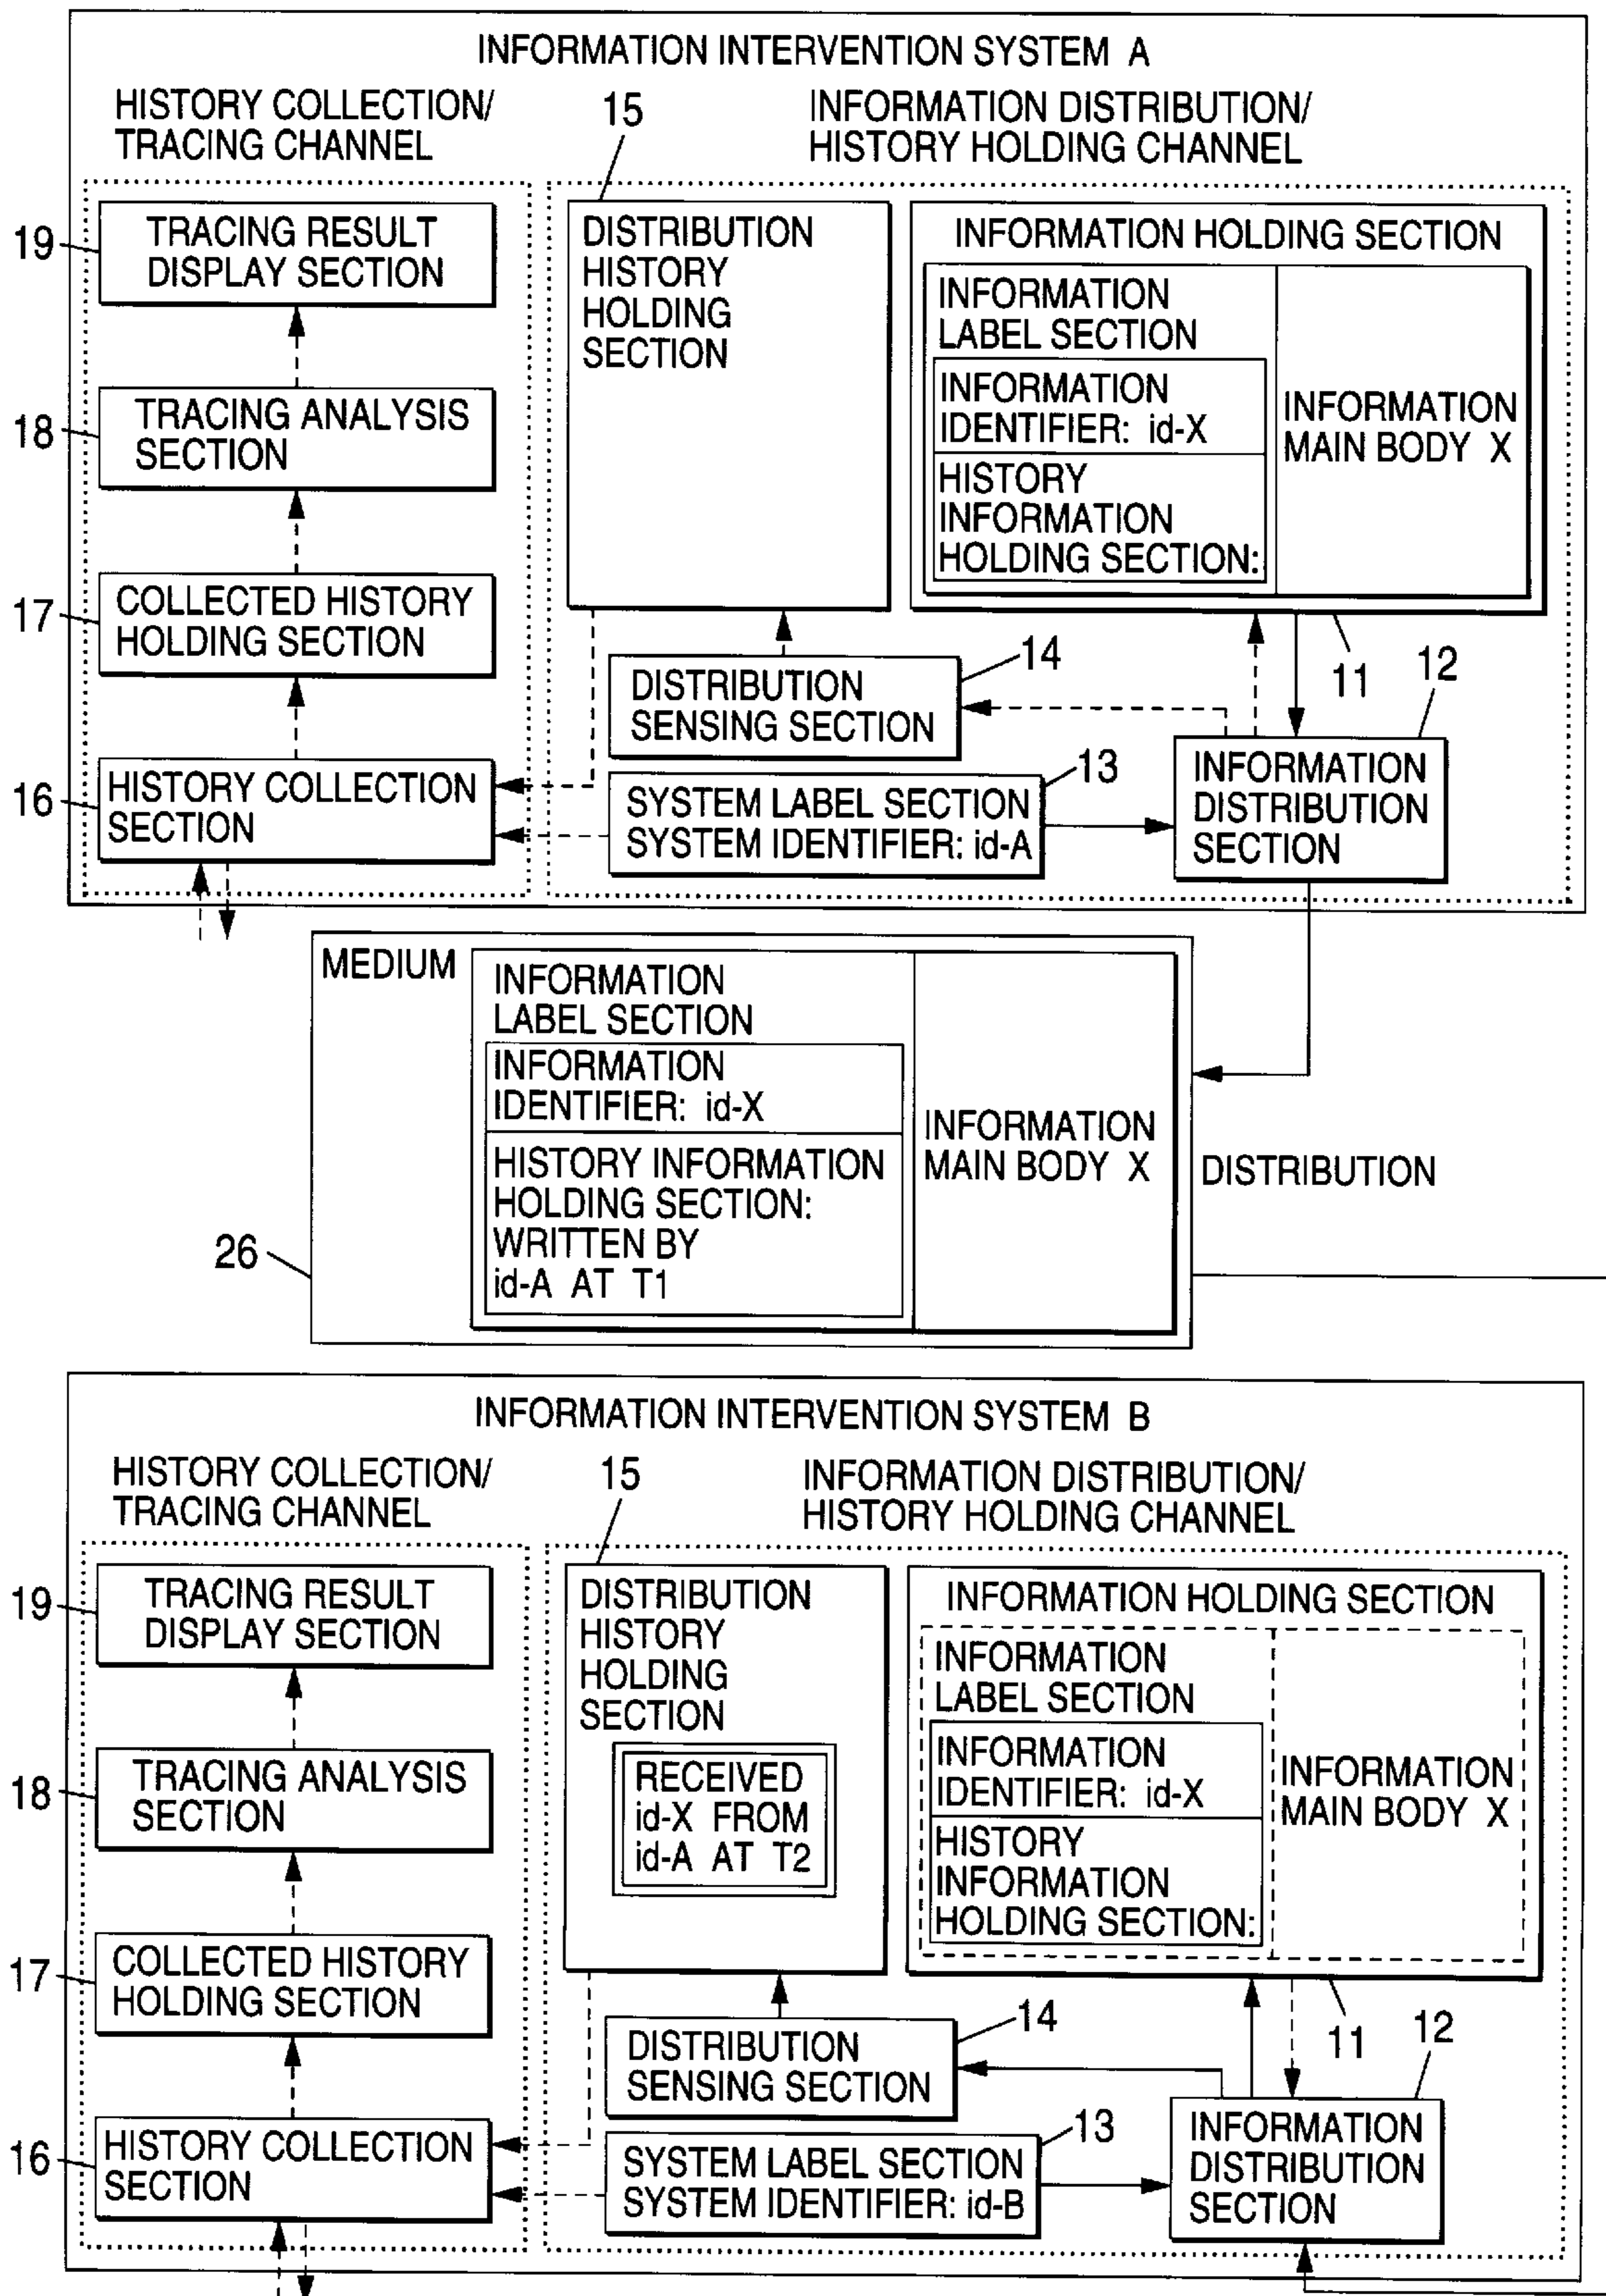 INFORMATION INTERVENTION SYSTEM A
HISTORY COLLECTION/
TRACING CHANNEL
15
INFORMATION DISTRIBUTION/
HISTORY HOLDING CHANNEL
19
TRACING RESULT
DISPLAY SECTION
18
TRACING ANALYSIS
SECTION
17
COLLECTED HISTORY
HOLDING SECTION
16
HISTORY COLLECTION
SECTION
DISTRIBUTION
HISTORY
HOLDING
SECTION
INFORMATION HOLDING SECTION
INFORMATION
LABEL SECTION
INFORMATION
IDENTIFIER: id-X
HISTORY
INFORMATION
HOLDING SECTION:
INFORMATION
MAIN BODY X
14
DISTRIBUTION
SENSING SECTION
11
12
13
SYSTEM LABEL SECTION
SYSTEM IDENTIFIER: id-A
INFORMATION
DISTRIBUTION
SECTION
MEDIUM
INFORMATION
LABEL SECTION
INFORMATION
IDENTIFIER: id-X
HISTORY INFORMATION
HOLDING SECTION:
WRITTEN BY
id-A AT T1
INFORMATION
MAIN BODY X
DISTRIBUTION
26
INFORMATION INTERVENTION SYSTEM B
HISTORY COLLECTION/
TRACING CHANNEL
15
INFORMATION DISTRIBUTION/
HISTORY HOLDING CHANNEL
19
TRACING RESULT
DISPLAY SECTION
18
TRACING ANALYSIS
SECTION
17
COLLECTED HISTORY
HOLDING SECTION
16
HISTORY COLLECTION
SECTION
DISTRIBUTION
HISTORY
HOLDING
SECTION
RECEIVED
id-X FROM
id-A AT T2
INFORMATION HOLDING SECTION
INFORMATION
LABEL SECTION
INFORMATION
IDENTIFIER: id-X
HISTORY
INFORMATION
HOLDING SECTION:
INFORMATION
MAIN BODY X
14
DISTRIBUTION
SENSING SECTION
11
12
13
SYSTEM LABEL SECTION
SYSTEM IDENTIFIER: id-B
INFORMATION
DISTRIBUTION
SECTION